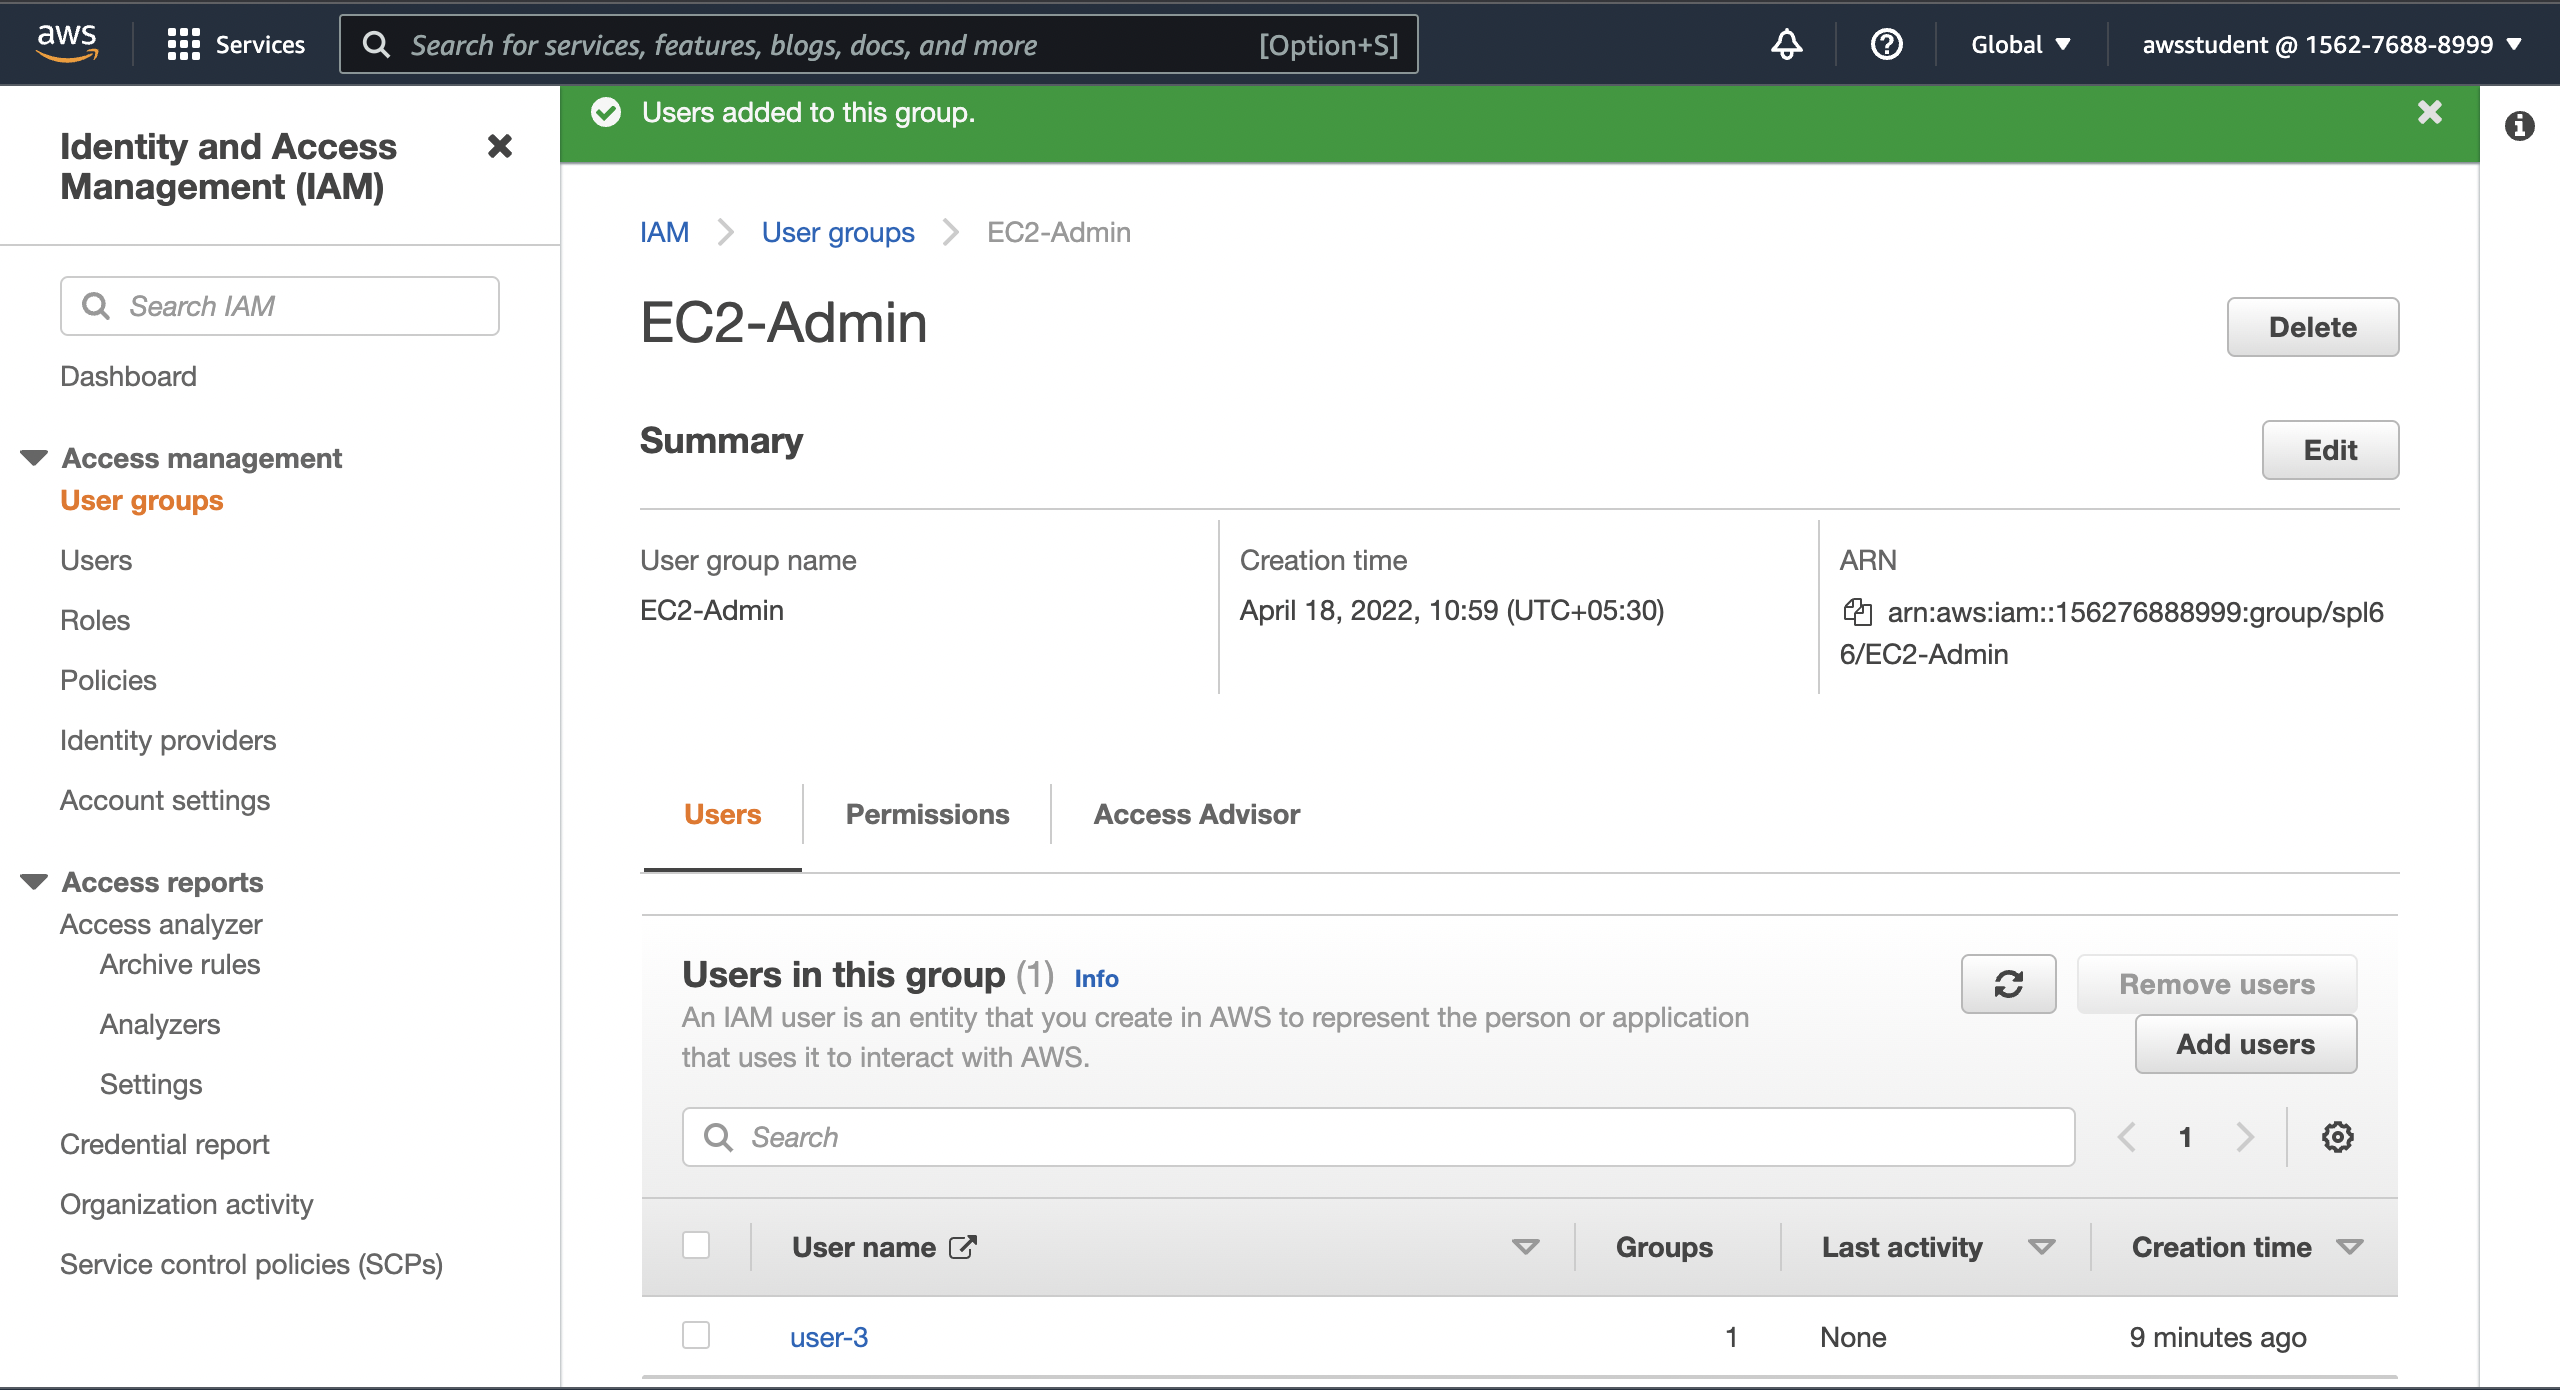 aws
Services
Search for services, features, blogs, docs, and more
[Option+S]
Global
awsstudent @ 1562-7688-8999
Identity and Access
Management (IAM)
Search IAM
Dashboard
Access management
User groups
Users
Roles
Policies
Identity providers
Account settings
Access reports
Access analyzer
Archive rules
Analyzers
Settings
Credential report
Organization activity
Service control policies (SCPs)
Users added to this group.
IAM
User groups
EC2-Admin
EC2-Admin
Delete
Summary
Edit
User group name
EC2-Admin
Creation time
April 18, 2022, 10:59 (UTC+05:30)
ARN
arn:aws:iam::156276888999:group/spl6
6/EC2-Admin
Users
Permissions
Access Advisor
Users in this group (1) Info
An IAM user is an entity that you create in AWS to represent the person or application
that uses it to interact with AWS.
Remove users
Add users
Search
1
User name
Groups
Last activity
Creation time
user-3
1
None
9 minutes ago